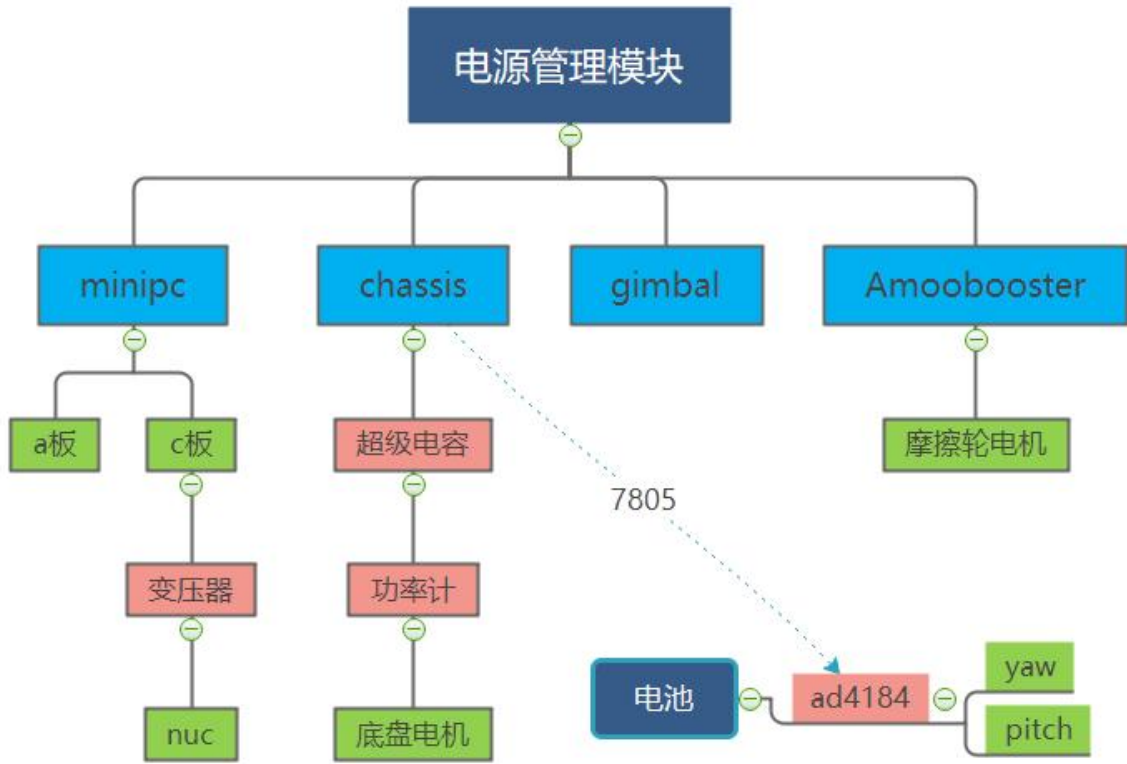 电源管理模块
minipc
chassis
gimbal
Amoobooster
a板
c板
超级电容
摩擦轮电机
7805
变压器
功率计
电池
ad4184
yaw
pitch
nuc
底盘电机